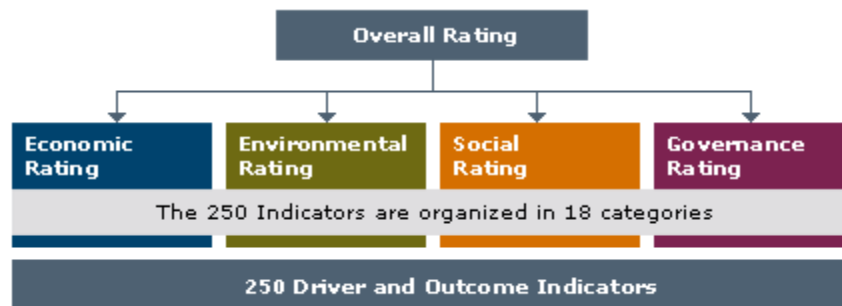 Overall Rating
Economic
Rating
Environmental
Rating
Social
Rating
Governance
Rating
The 250 Indicators are organized in 18 categories
250 Driver and Outcome Indicators